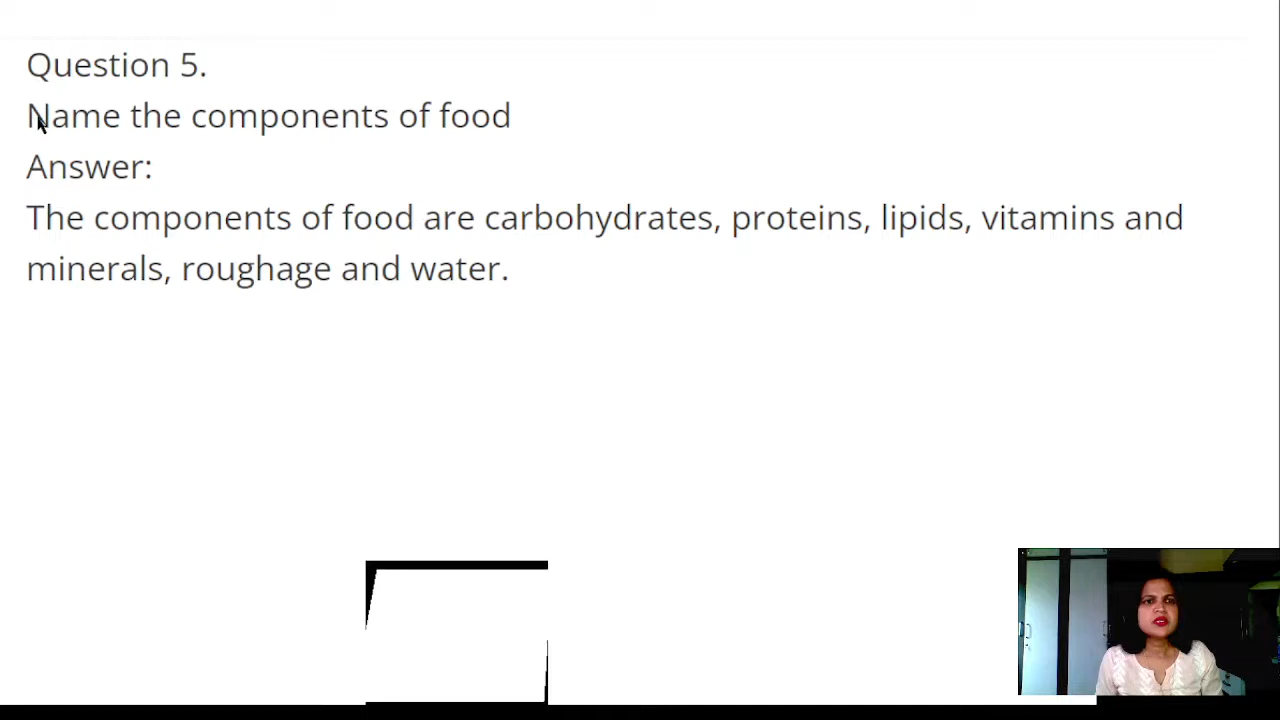 Question 5.
Name the components of food
Answer:
The components of food are carbohydrates, proteins, lipids, vitamins and
minerals, roughage and water.